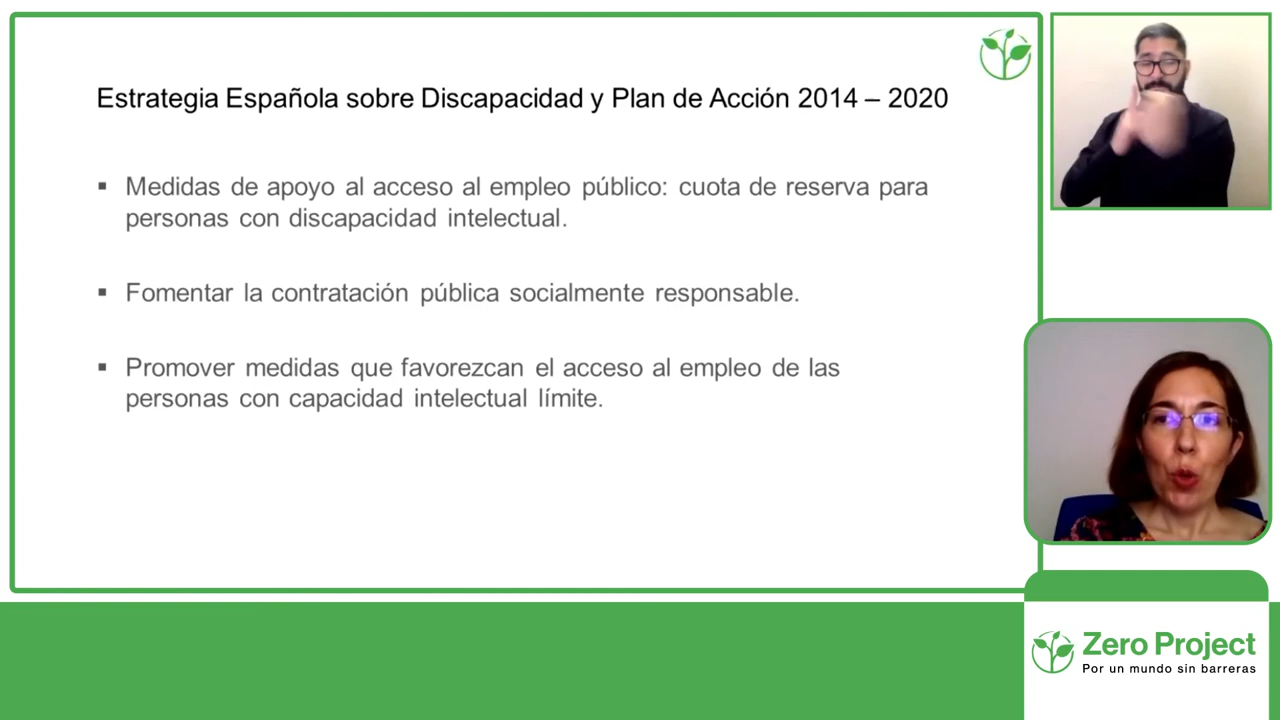 Estrategia Española sobre Discapacidad y Plan de Acción 2014 – 2020
▪ Medidas de apoyo al acceso al empleo público: cuota de reserva para
personas con discapacidad intelectual.
▪ Fomentar la contratación pública socialmente responsable.
▪ Promover medidas que favorezcan el acceso al empleo de las
personas con capacidad intelectual límite.
Zero Project
Por un mundo sin barreras